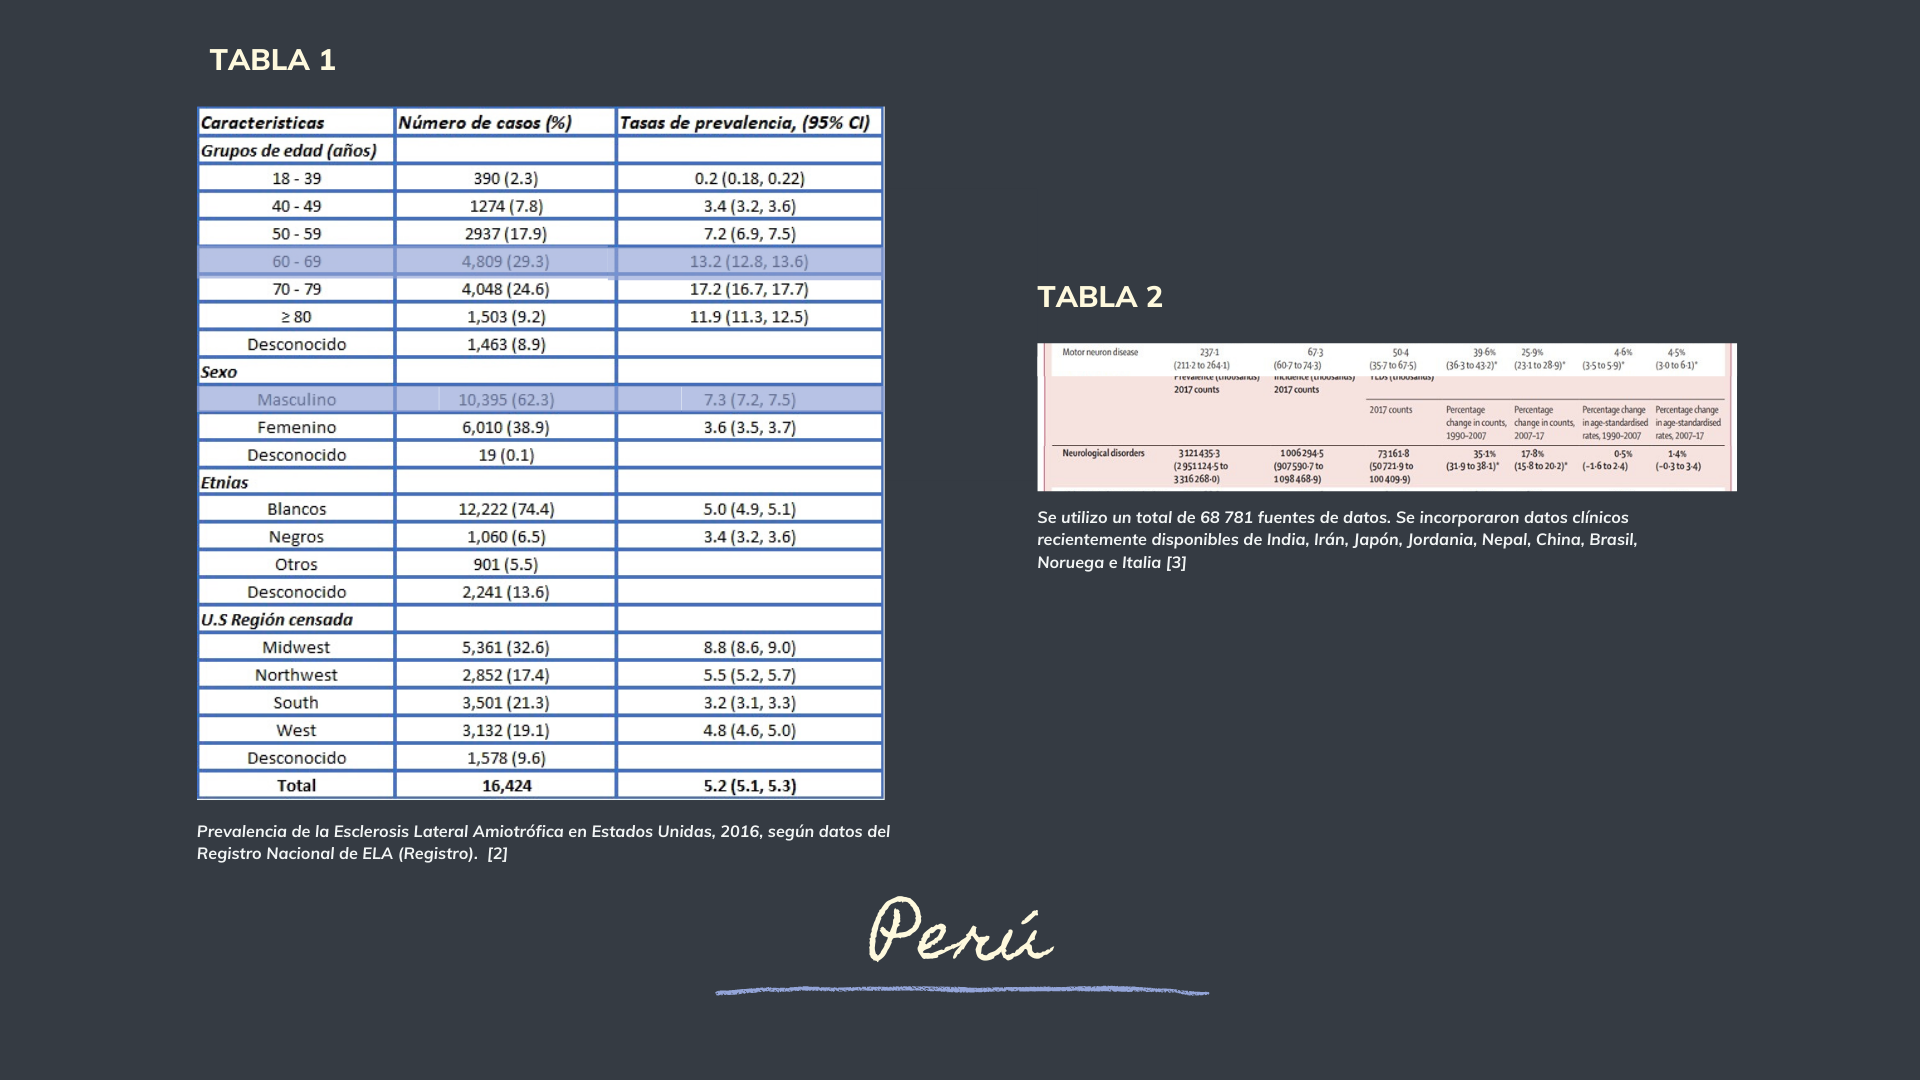 TABLA 1
Caracteristicas Número de casos (%) Tasas de prevalencia, (95% CI)
Grupos de edad (años)
18 - 39 390 (2.3) 0.2 (0.18, 0.22)
40 - 49 1274 (7.8) 3.4 (3.2, 3.6)
50 - 59 2937 (17.9) 7.2 (6.9, 7.5)
60 - 69 4,809 (29.3) 13.2 (12.8, 13.6)
70 - 79 4,048 (24.6) 17.2 (16.7, 17.7)
≥ 80 1,503 (9.2) 11.9 (11.3, 12.5)
Desconocido 1,463 (8.9)
Sexo
Masculino 10,395 (62.3) 7.3 (7.2, 7.5)
Femenino 6,010 (38.9) 3.6 (3.5, 3.7)
Desconocido 19 (0.1)
Etnias
Blancos 12,222 (74.4) 5.0 (4.9, 5.1)
Negros 1,060 (6.5) 3.4 (3.2, 3.6)
Otros 901 (5.5)
Desconocido 2,241 (13.6)
U.S Región censada
Midwest 5,361 (32.6) 8.8 (8.6, 9.0)
Northwest 2,852 (17.4) 5.5 (5.2, 5.7)
South 3,501 (21.3) 3.2 (3.1, 3.3)
West 3,132 (19.1) 4.8 (4.6, 5.0)
Desconocido 1,578 (9.6)
Total 16,424 5.2 (5.1, 5.3)
Prevalencia de la Esclerosis Lateral Amiotrófica en Estados Unidas, 2016, según datos del
Registro Nacional de ELA (Registro). [2]
TABLA 2
Motor neuron disease 237·1 67·3 50·4 39·6% 25·9% 4·6% 4·5%
(211·2 to 264·1) (60·7 to 74·3) (35·7 to 67·5) (36·3 to 43·2)* (23·1 to 28·9)* (3·5 to 5·9)* (3·0 to 6·1)*
Prevalence (thousands) Incidence (thousands) YLDs (thousands)
2017 counts 2017 counts
2017 counts Percentage Percentage Percentage change Percentage change
change in counts, change in counts, in age-standardised in age-standardised
1990–2007 2007–17 rates, 1990–2007 rates, 2007–17
Neurological disorders 3 121 435·3 1 006 294·5 73 161·8 35·1% 17·8% 0·5% 1·4%
(2 951 124·5 to (907 590·7 to (50 721·9 to (31·9 to 38·1)* (15·8 to 20·2)* (–1·6 to 2·4) (–0·3 to 3·4)
3 316 268·0) 1 098 468·9) 100 409·9)
Se utilizo un total de 68 781 fuentes de datos. Se incorporaron datos clínicos
recientemente disponibles de India, Irán, Japón, Jordania, Nepal, China, Brasil,
Noruega e Italia [3]
Perú